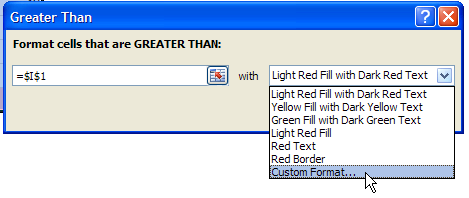 Greater Than
Format cells that are GREATER THAN:
=$I$1 with Light Red Fill with Dark Red Text
Light Red Fill with Dark Red Text
Yellow Fill with Dark Yellow Text
Green Fill with Dark Green Text
Light Red Fill
Red Text
Red Border
Custom Format...